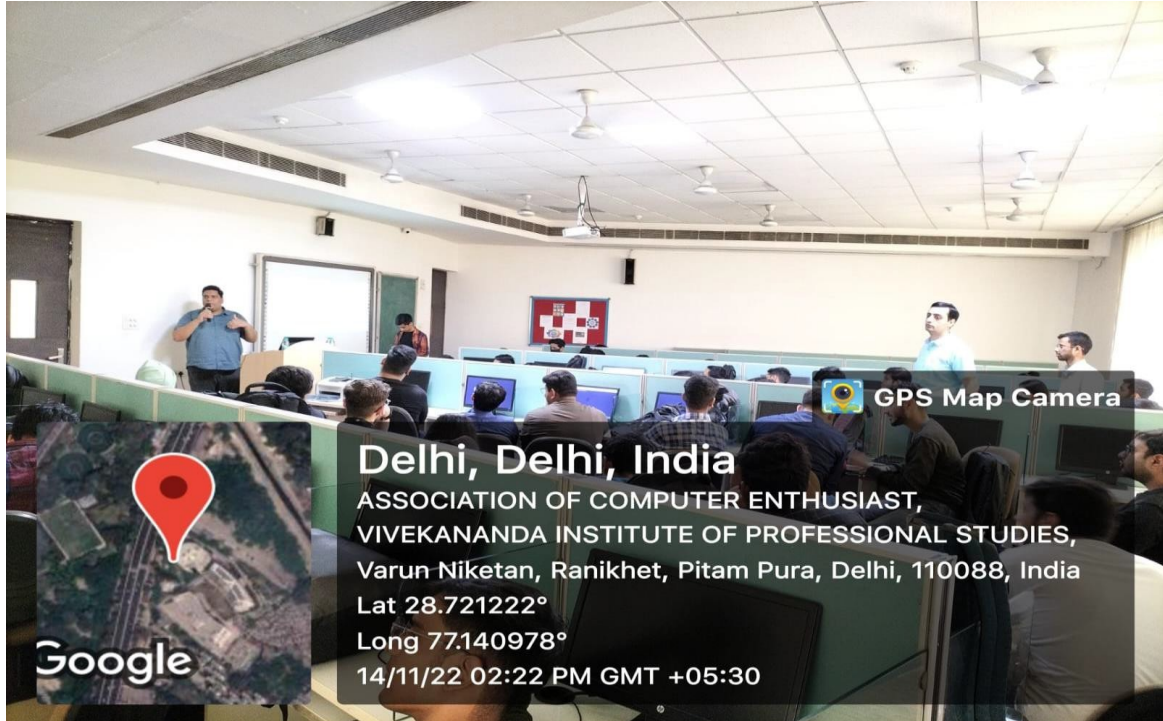 GPS Map Camera
Delhi, Delhi, India
ASSOCIATION OF COMPUTER ENTHUSIAST,
VIVEKANANDA INSTITUTE OF PROFESSIONAL STUDIES,
Varun Niketan, Ranikhet, Pitam Pura, Delhi, 110088, India
Lat 28.721222°
Long 77.140978°
14/11/22 02:22 PM GMT +05:30
Google